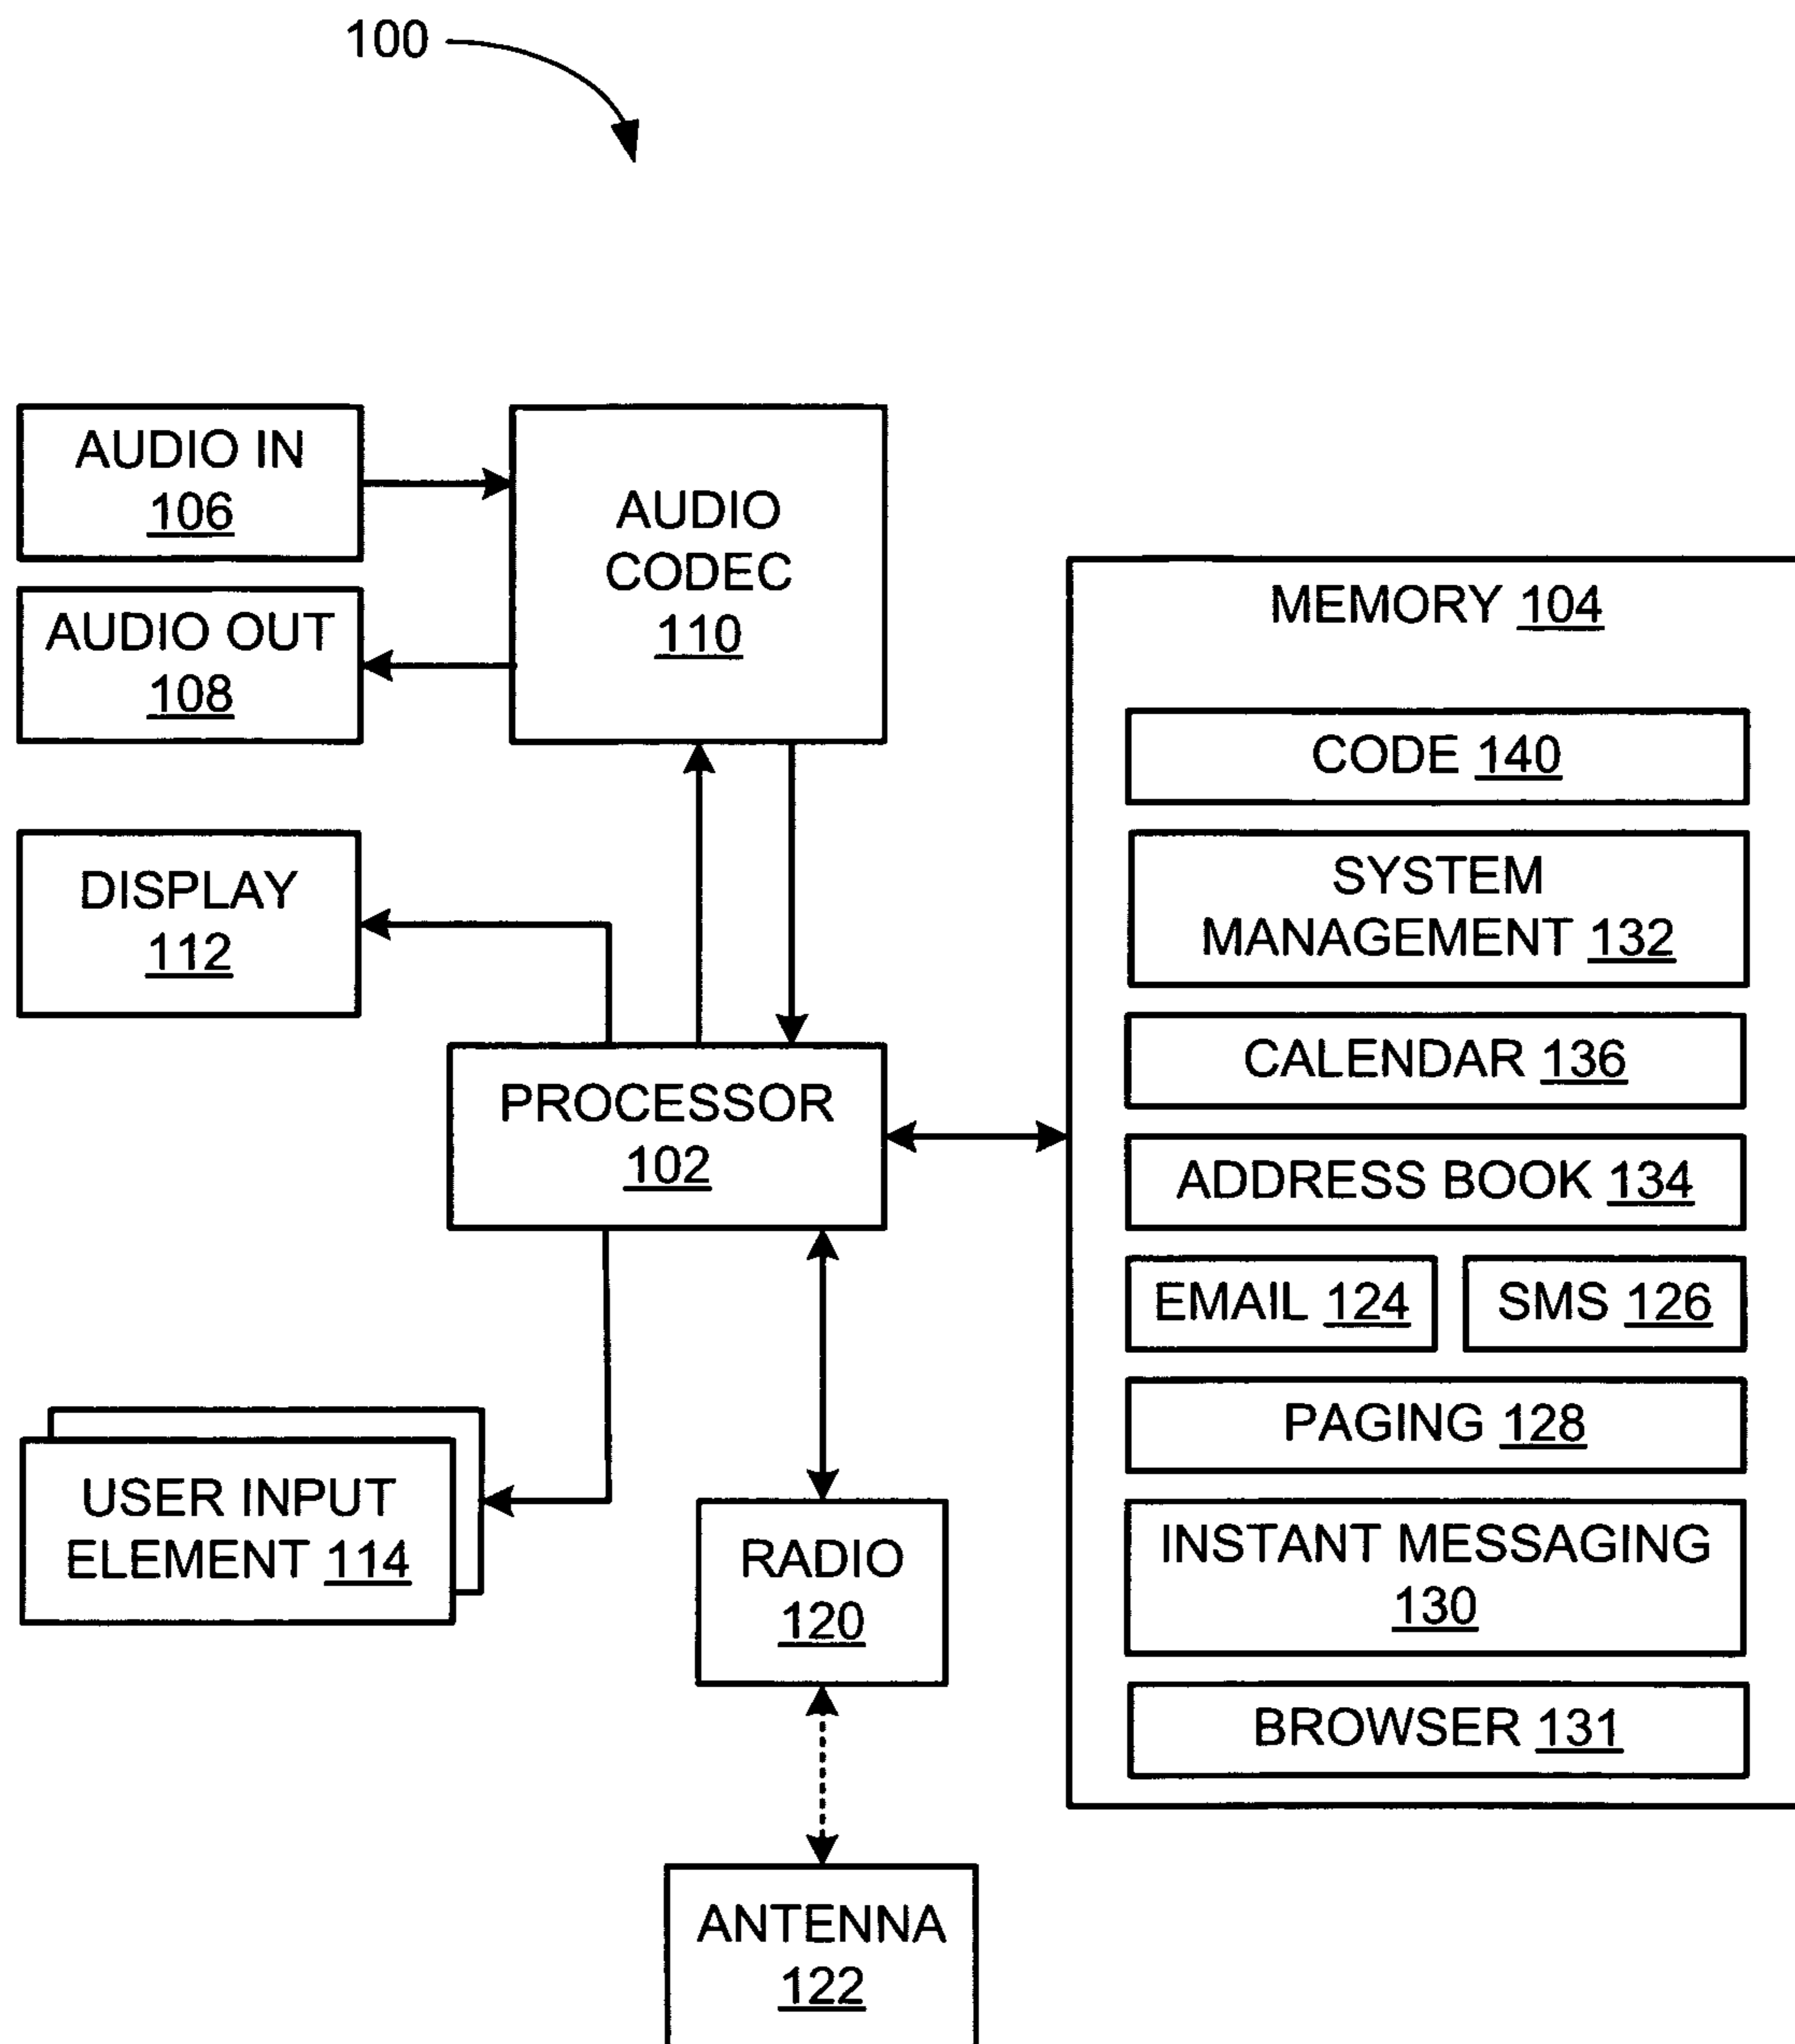 100
AUDIO IN
106
AUDIO OUT
108
AUDIO
CODEC
110
DISPLAY
112
PROCESSOR
102
USER INPUT
ELEMENT 114
RADIO
120
ANTENNA
122
MEMORY 104
CODE 140
SYSTEM
MANAGEMENT 132
CALENDAR 136
ADDRESS BOOK 134
EMAIL 124
SMS 126
PAGING 128
INSTANT MESSAGING
130
BROWSER 131